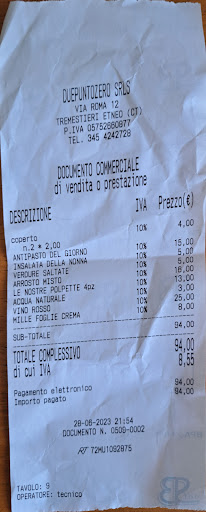 DUEPUNTOZERO SRLS
VIA ROMA 12
TREMESTIERI ETNEO (CT)
P.IVA 05752660877
TEL. 345 4242728
DOCUMENTO COMMERCIALE
di vendita o prestazione
DESCRIZIONE IVA Prezzo(€)
coperto 10% 4,00
n.2 * 2,00
ANTIPASTO DEL GIORNO 10% 15,00
INSALATA DELLA NONNA 10% 5,00
VERDURE SALTATE 10% 5,00
ARROSTO MISTO 10% 16,00
LE NOSTRE POLPETTE 4pz 10% 13,00
ACQUA NATURALE 10% 3,00
VINO ROSSO 10% 25,00
MILLE FOGLIE CREMA 10% 8,00
SUB-TOTALE 94,00
TOTALE COMPLESSIVO 94,00
di cui IVA 8,55
Pagamento elettronico 94,00
Importo pagato 94,00
28-06-2023 21:54
DOCUMENTO N. 0500-0002
RT 72MU1092875
TAVOLO: 9
OPERATORE: tecnico